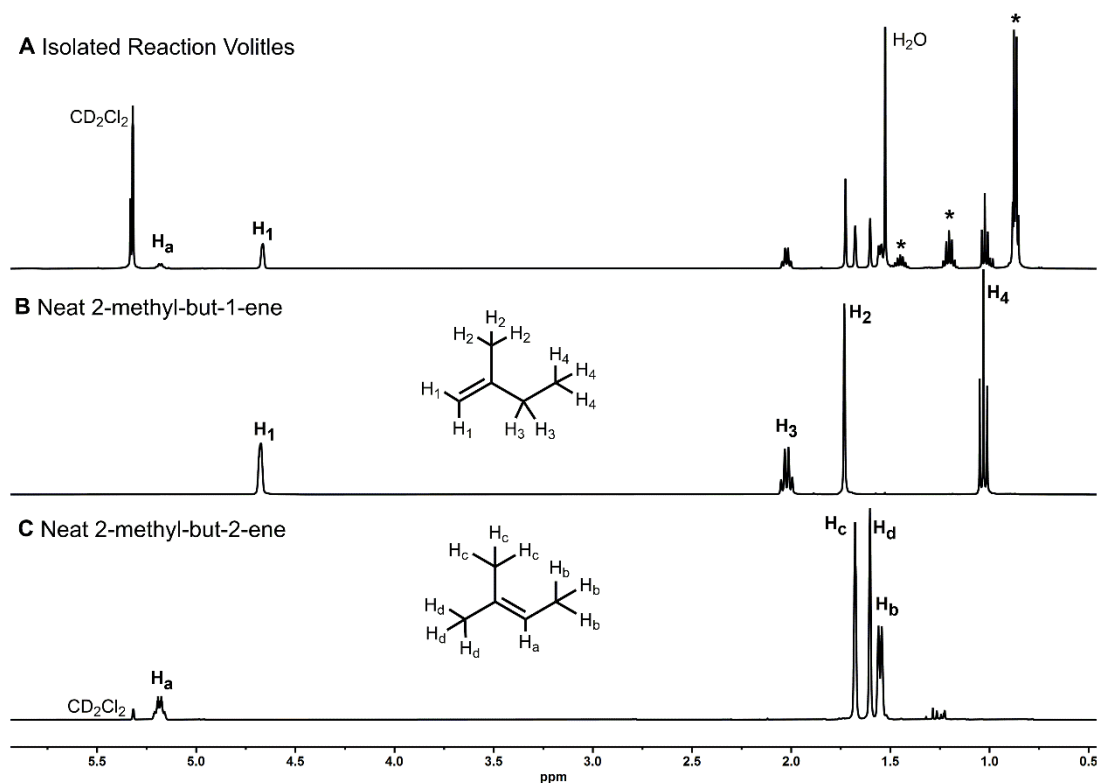 *
A Isolated Reaction Volitles
H2O
CD2Cl2
*
H1
Ha
*
B Neat 2-methyl-but-1-ene
H4
H2
H2
H2 H2
H4
H4
H1
H4
H1
H3
H1 H3 H3
C Neat 2-methyl-but-2-ene
Hc
Hd
Hc
Hc Hc
Hb
Hb
Hb
Hd
Hb
Hd
Ha
Hd
Ha
CD2Cl2
5.5 5.0 4.5 4.0 3.5 3.0 2.5 2.0 1.5 1.0 0.5
ppm